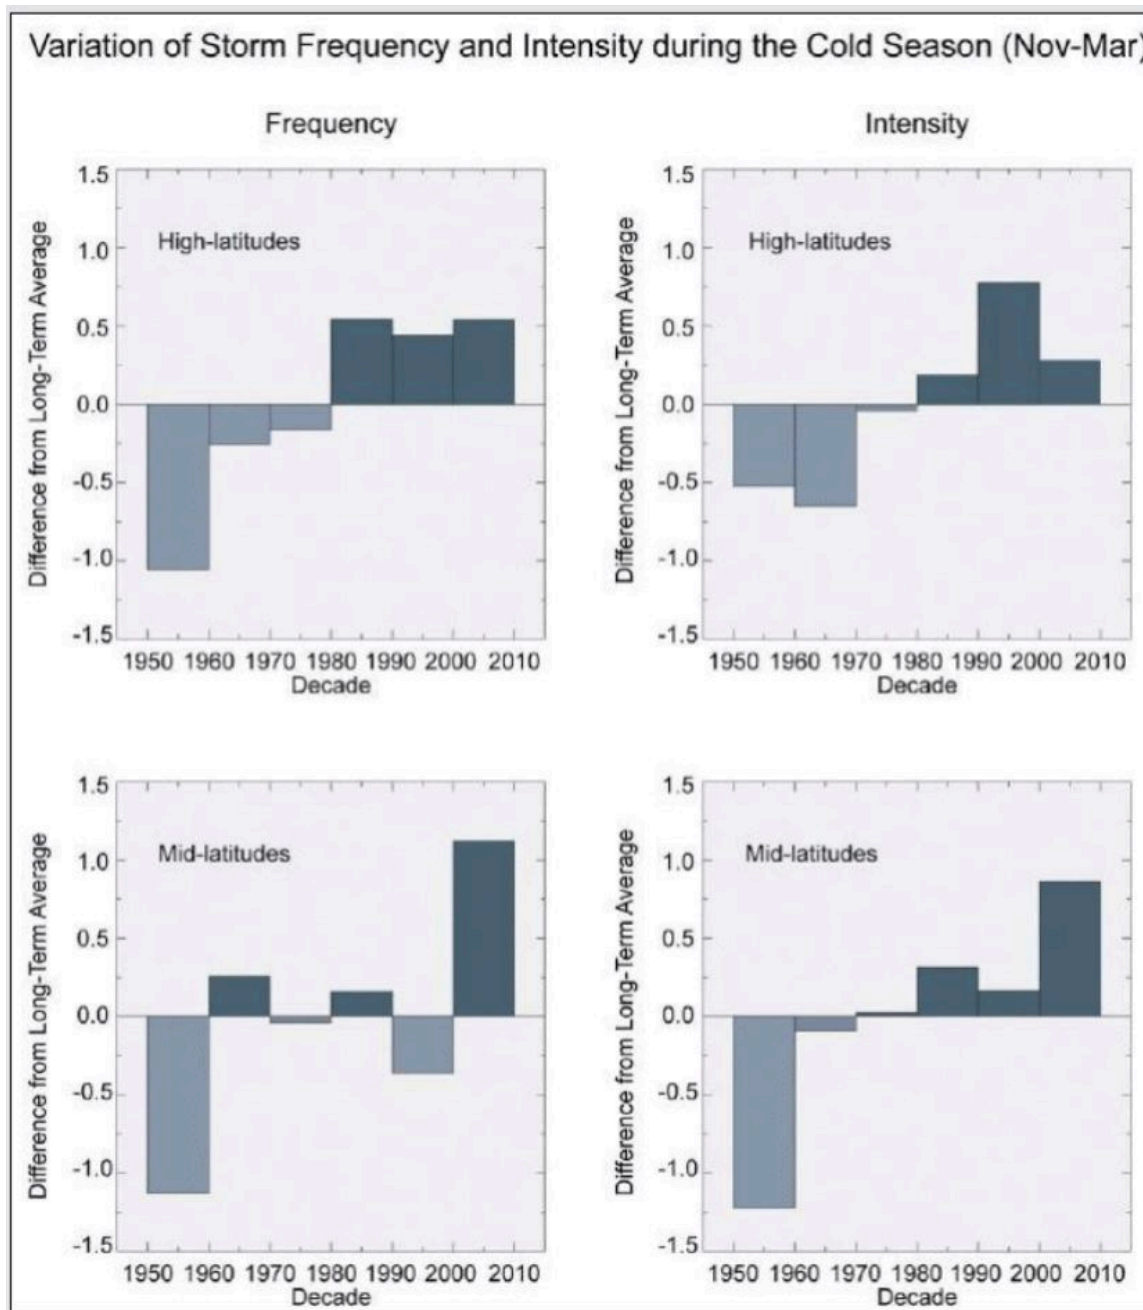 Variation of Storm Frequency and Intensity during the Cold Season (Nov-Mar)
Frequency
Difference from Long-Term Average
1.5
1.0
0.5
0.0
-0.5
-1.0
-1.5
High-latitudes
1950 1960 1970 1980 1990 2000 2010
Decade
Intensity
Difference from Long-Term Average
1.5
1.0
0.5
0.0
-0.5
-1.0
-1.5
High-latitudes
1950 1960 1970 1980 1990 2000 2010
Decade
Difference from Long-Term Average
1.5
1.0
0.5
0.0
-0.5
-1.0
-1.5
Mid-latitudes
1950 1960 1970 1980 1990 2000 2010
Decade
Difference from Long-Term Average
1.5
1.0
0.5
0.0
-0.5
-1.0
-1.5
Mid-latitudes
1950 1960 1970 1980 1990 2000 2010
Decade